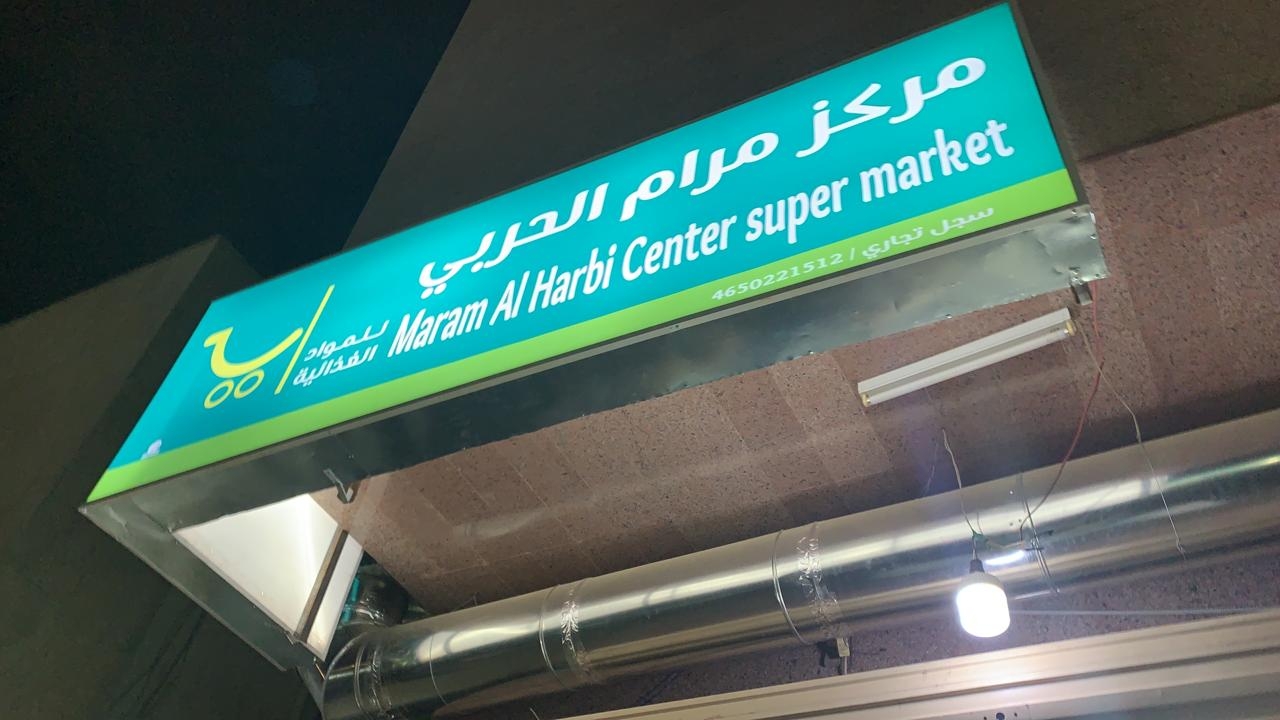 مركز مرام الحربي
Maram Al Harbi Center super market
للمواد
الغذائية
سجل تجاري / 4650221512